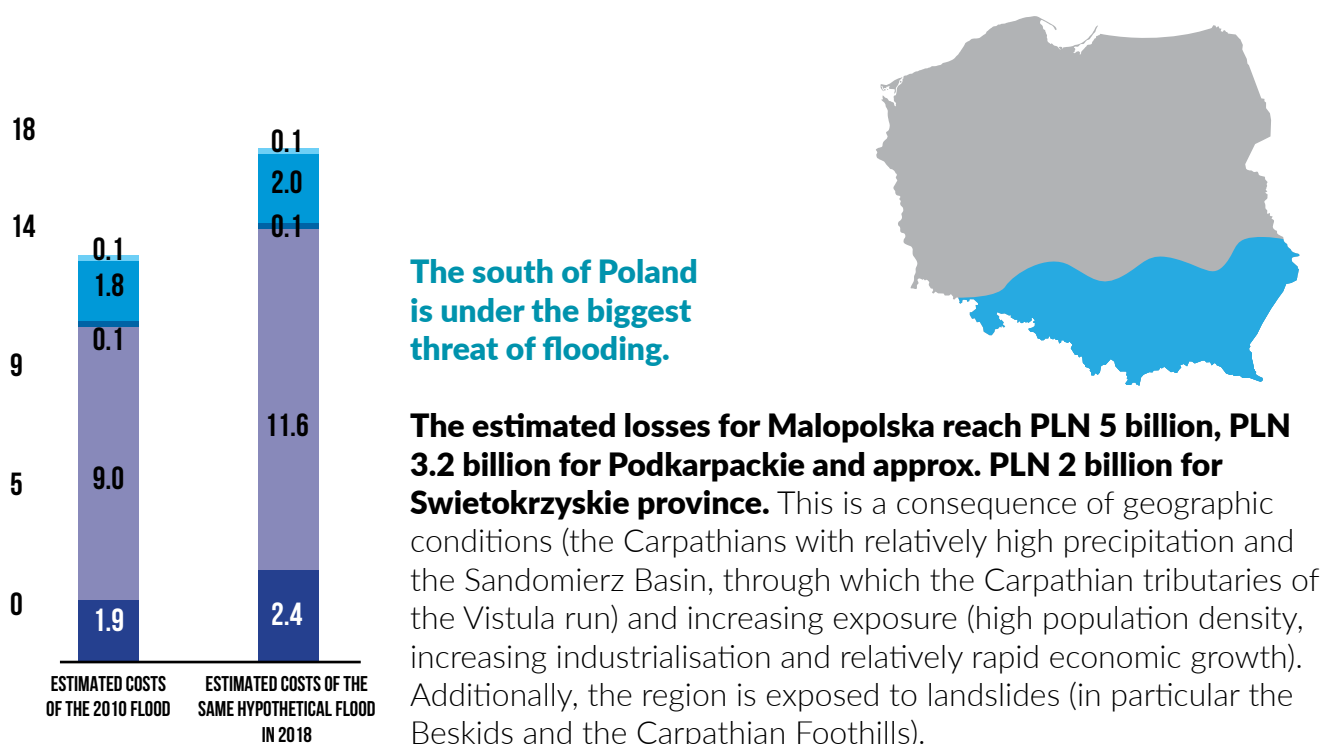 18
14
9
5
0
0.1
1.8
0.1
9.0
1.9
0.1
2.0
0.1
11.6
2.4
ESTIMATED COSTS
OF THE 2010 FLOOD
ESTIMATED COSTS OF THE
SAME HYPOTHETICAL FLOOD
IN 2018
The south of Poland
is under the biggest
threat of flooding.
The estimated losses for Malopolska reach PLN 5 billion, PLN
3.2 billion for Podkarpackie and approx. PLN 2 billion for
Swietokrzyskie province. This is a consequence of geographic
conditions (the Carpathians with relatively high precipitation and
the Sandomierz Basin, through which the Carpathian tributaries of
the Vistula run) and increasing exposure (high population density,
increasing industrialisation and relatively rapid economic growth).
Additionally, the region is exposed to landslides (in particular the
Beskids and the Carpathian Foothills).